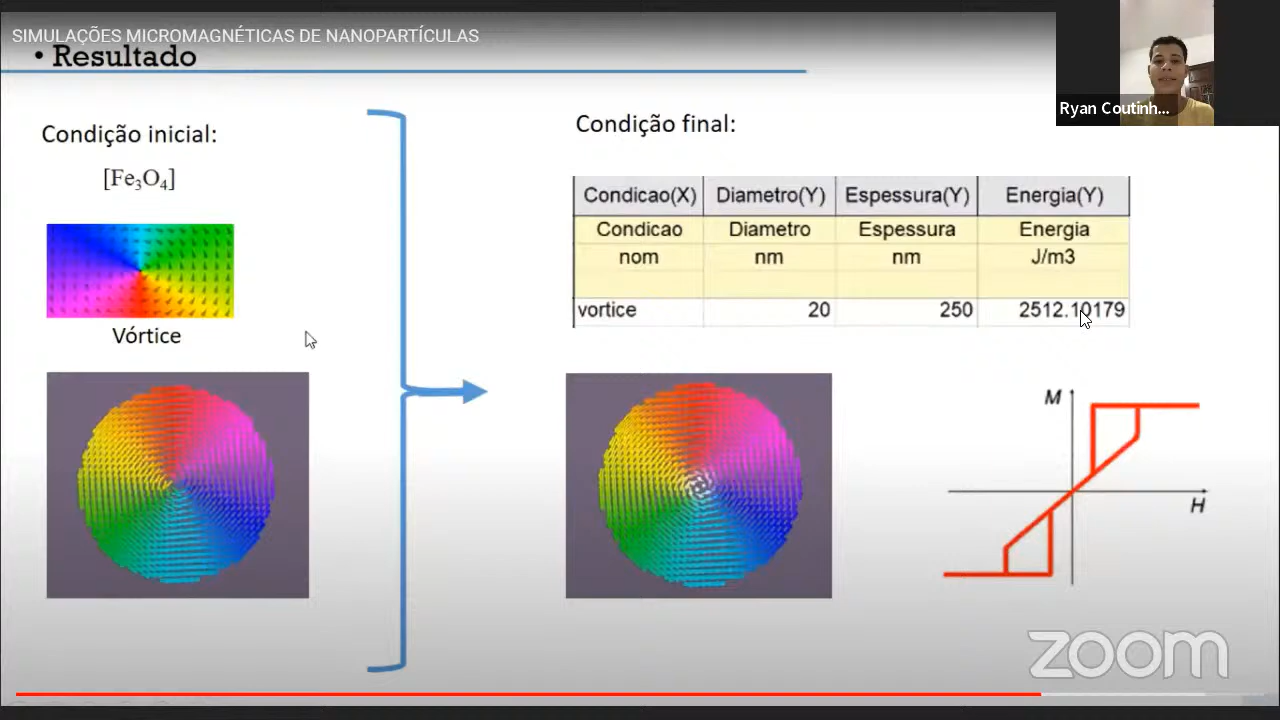 SIMULAÇÕES MICROMAGNÉTICAS DE NANOPARTÍCULAS
• Resultado
Ryan Coutinh...
Condição inicial:
[Fe₃O₄]
Vórtice
Condição final:
Condicao(X) Diametro(Y) Espessura(Y) Energia(Y)
Condicao Diametro Espessura Energia
nom nm nm J/m3
vortice 20 250 2512.10179
M
H
zoom